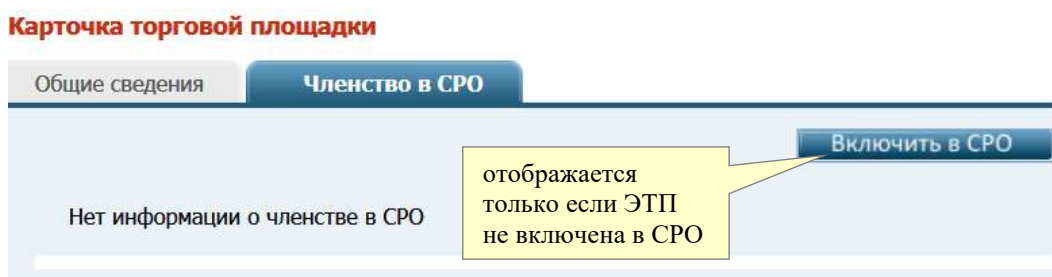 Карточка торговой площадки
Общие сведения
Членство в СРО
Включить в СРО
отображается
только если ЭТП
не включена в СРО
Нет информации о членстве в СРО